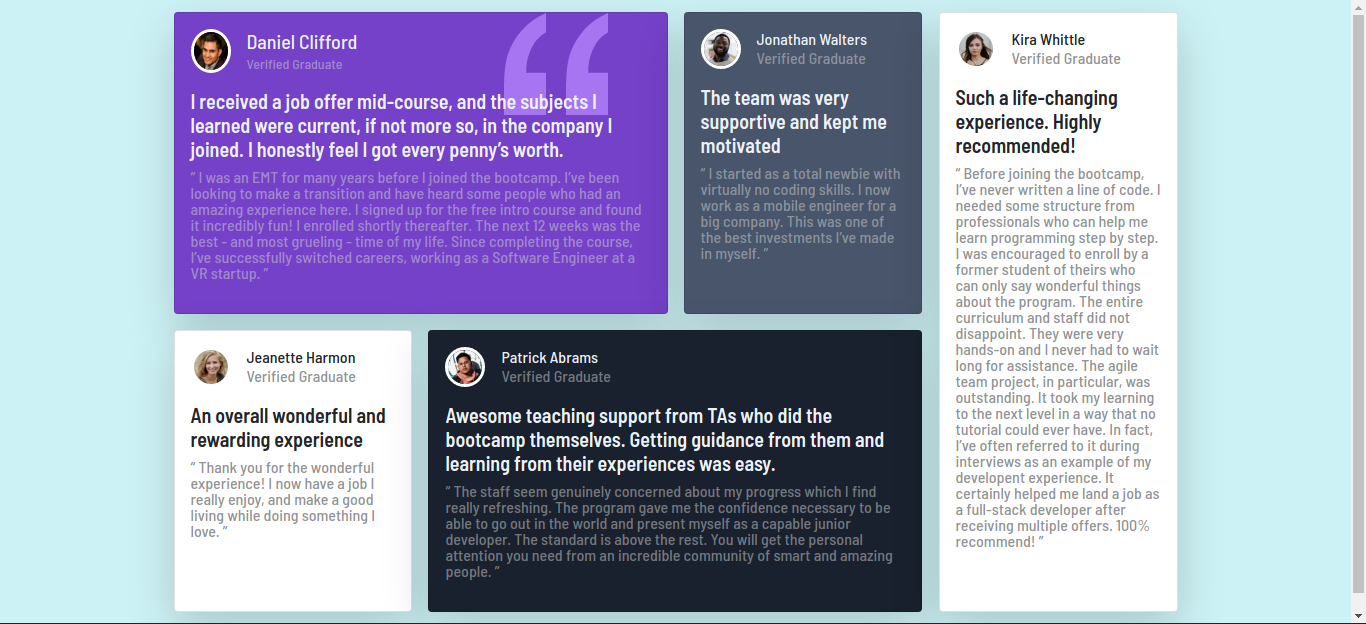 Daniel Clifford
Verified Graduate
I received a job offer mid-course, and the subjects I
learned were current, if not more so, in the company I
joined. I honestly feel I got every penny’s worth.
“ I was an EMT for many years before I joined the bootcamp. I’ve been
looking to make a transition and have heard some people who had an
amazing experience here. I signed up for the free intro course and found
it incredibly fun! I enrolled shortly thereafter. The next 12 weeks was the
best - and most grueling - time of my life. Since completing the course,
I’ve successfully switched careers, working as a Software Engineer at a
VR startup. ”
Jonathan Walters
Verified Graduate
The team was very
supportive and kept me
motivated
“ I started as a total newbie with
virtually no coding skills. I now
work as a mobile engineer for a
big company. This was one of
the best investments I’ve made
in myself. ”
Kira Whittle
Verified Graduate
Such a life-changing
experience. Highly
recommended!
“ Before joining the bootcamp,
I’ve never written a line of code. I
needed some structure from
professionals who can help me
learn programming step by step.
I was encouraged to enroll by a
former student of theirs who
can only say wonderful things
about the program. The entire
curriculum and staff did not
disappoint. They were very
hands-on and I never had to wait
long for assistance. The agile
team project, in particular, was
outstanding. It took my learning
to the next level in a way that no
tutorial could ever have. In fact,
I’ve often referred to it during
interviews as an example of my
developent experience. It
certainly helped me land a job as
a full-stack developer after
receiving multiple offers. 100%
recommend! ”
Jeanette Harmon
Verified Graduate
An overall wonderful and
rewarding experience
“ Thank you for the wonderful
experience! I now have a job I
really enjoy, and make a good
living while doing something I
love. ”
Patrick Abrams
Verified Graduate
Awesome teaching support from TAs who did the
bootcamp themselves. Getting guidance from them and
learning from their experiences was easy.
“ The staff seem genuinely concerned about my progress which I find
really refreshing. The program gave me the confidence necessary to be
able to go out in the world and present myself as a capable junior
developer. The standard is above the rest. You will get the personal
attention you need from an incredible community of smart and amazing
people. ”